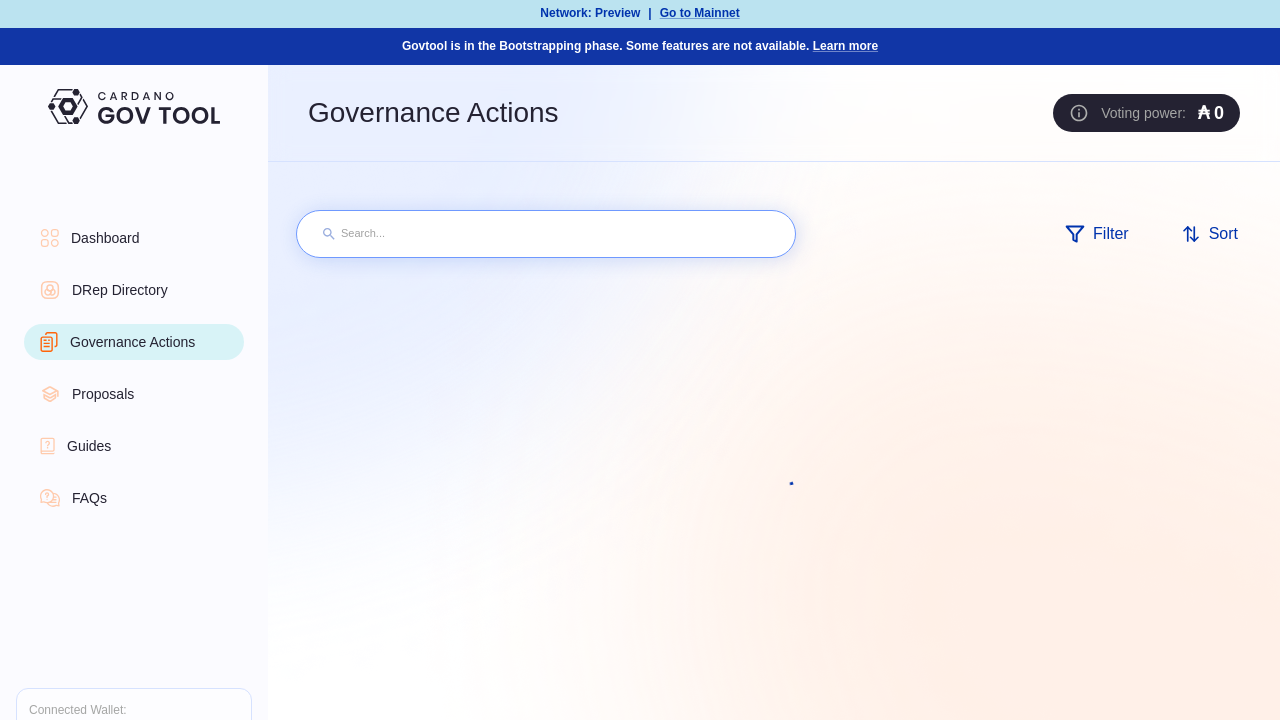 Network: Preview | Go to Mainnet
Govtool is in the Bootstrapping phase. Some features are not available. Learn more
CARDANO
GOV TOOL
Governance Actions
Voting power: ₳ 0
Search...
Filter
Sort
Dashboard
DRep Directory
Governance Actions
Proposals
Guides
FAQs
Connected Wallet: